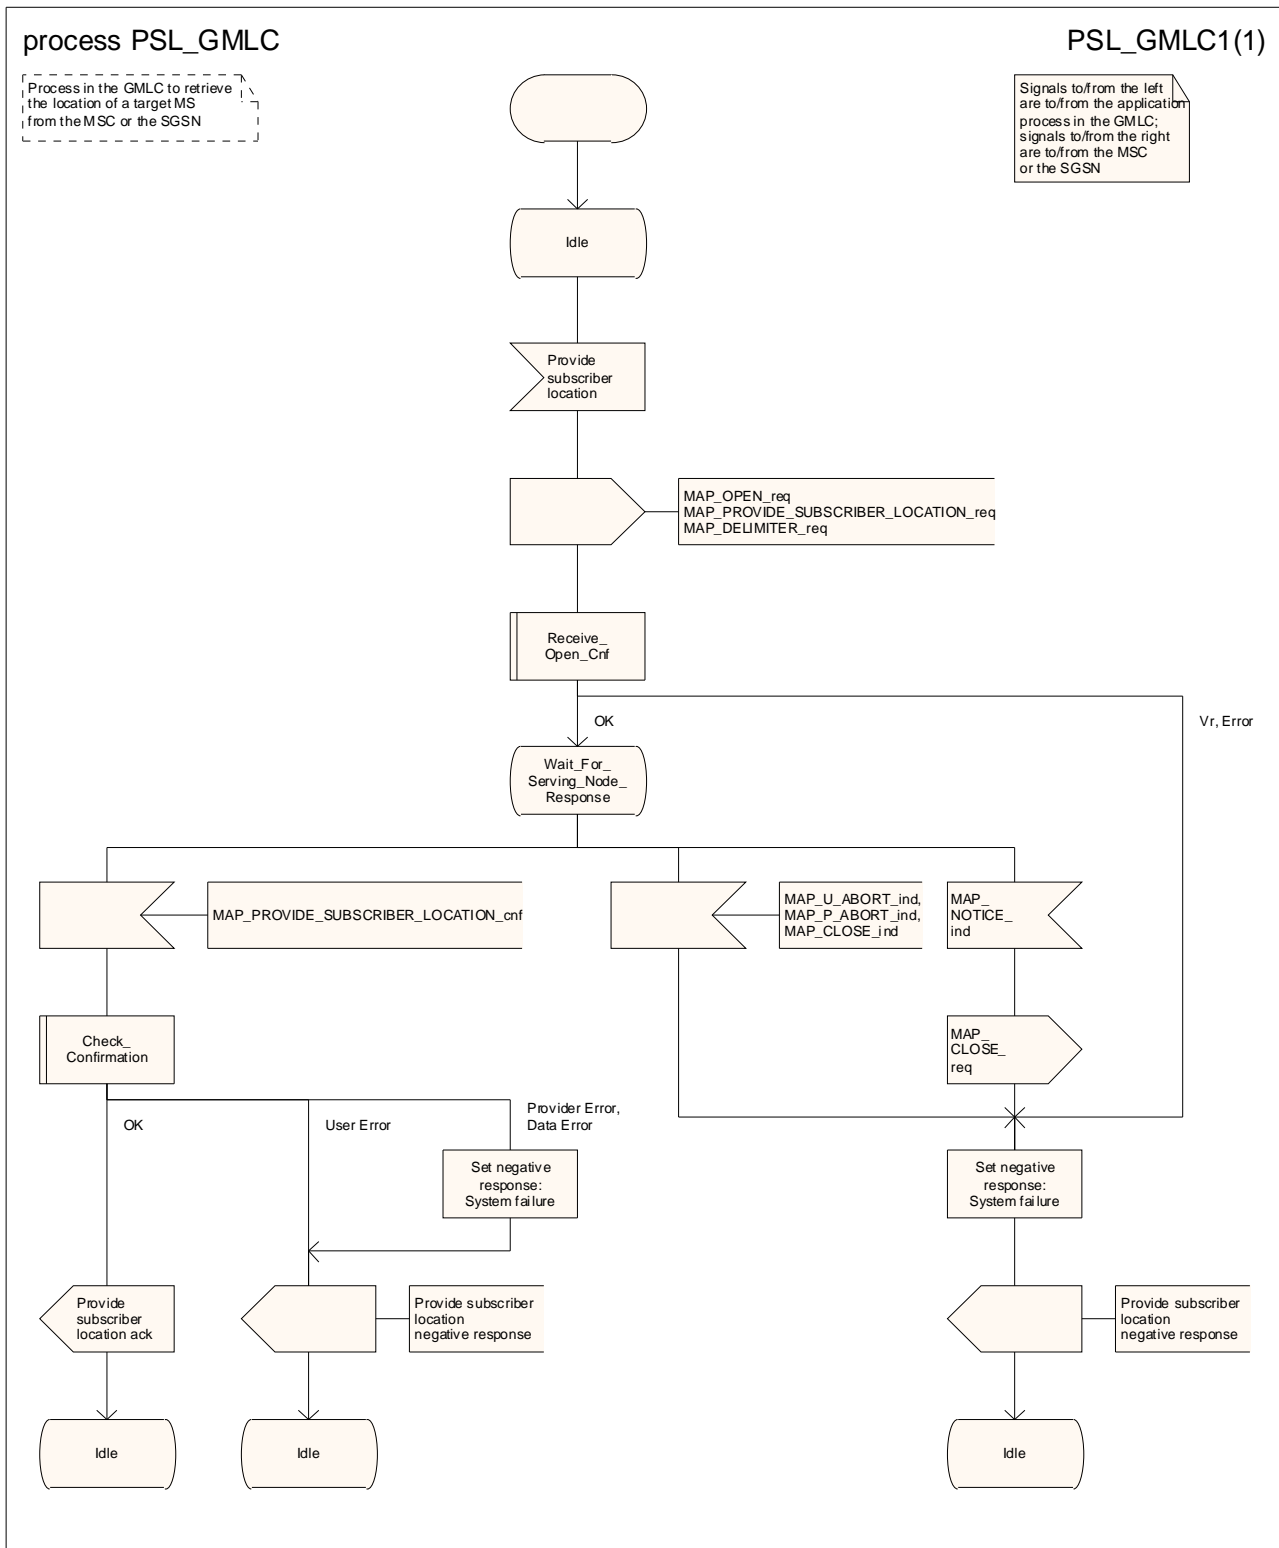 process PSL_GMLC
PSL_GMLC1(1)
Process in the GMLC to retrieve
the location of a target MS
from the MSC or the SGSN
Signals to/from the left
are to/from the application
process in the GMLC;
signals to/from the right
are to/from the MSC
or the SGSN
Idle
Provide
subscriber
location
MAP_OPEN_req
MAP_PROVIDE_SUBSCRIBER_LOCATION_req
MAP_DELIMITER_req
Receive_
Open_Cnf
OK
Vr, Error
Wait_For_
Serving_Node_
Response
MAP_PROVIDE_SUBSCRIBER_LOCATION_cnf
MAP_U_ABORT_ind,
MAP_P_ABORT_ind,
MAP_CLOSE_ind
MAP_
NOTICE_
ind
Check_
Confirmation
MAP_
CLOSE_
req
OK
User Error
Provider Error,
Data Error
Set negative
response:
System failure
Set negative
response:
System failure
Provide
subscriber
location ack
Provide subscriber
location
negative response
Provide subscriber
location
negative response
Idle
Idle
Idle